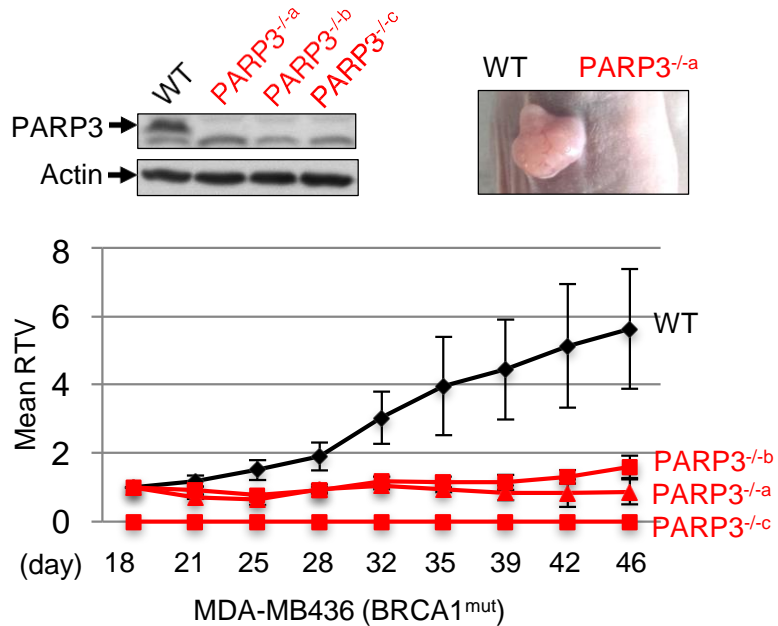 WT PARP3-/-a PARP3-/-b PARP3-/-c
PARP3
Actin
WT PARP3-/-a
8
6
4
2
0
Mean RTV
WT
PARP3-/-b
PARP3-/-a
PARP3-/-c
(day) 18 21 25 28 32 35 39 42 46
MDA-MB436 (BRCA1mut)